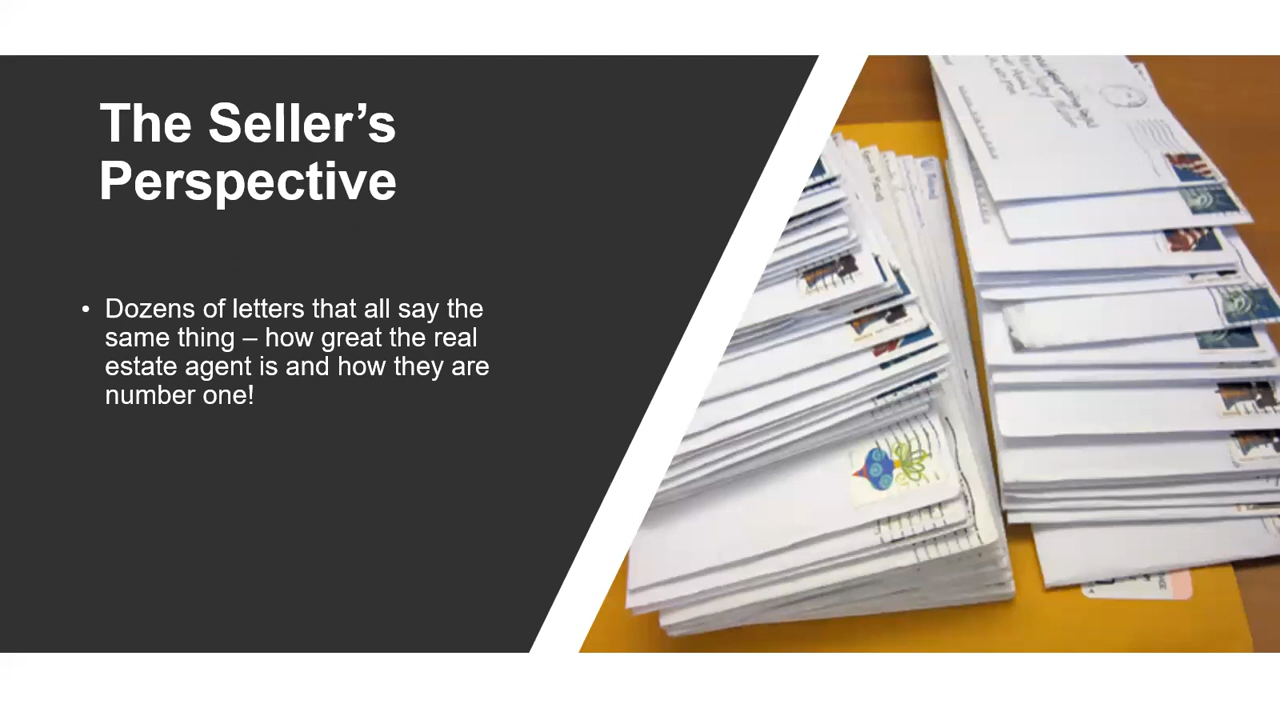 The Seller’s
Perspective
• Dozens of letters that all say the
same thing – how great the real
estate agent is and how they are
number one!